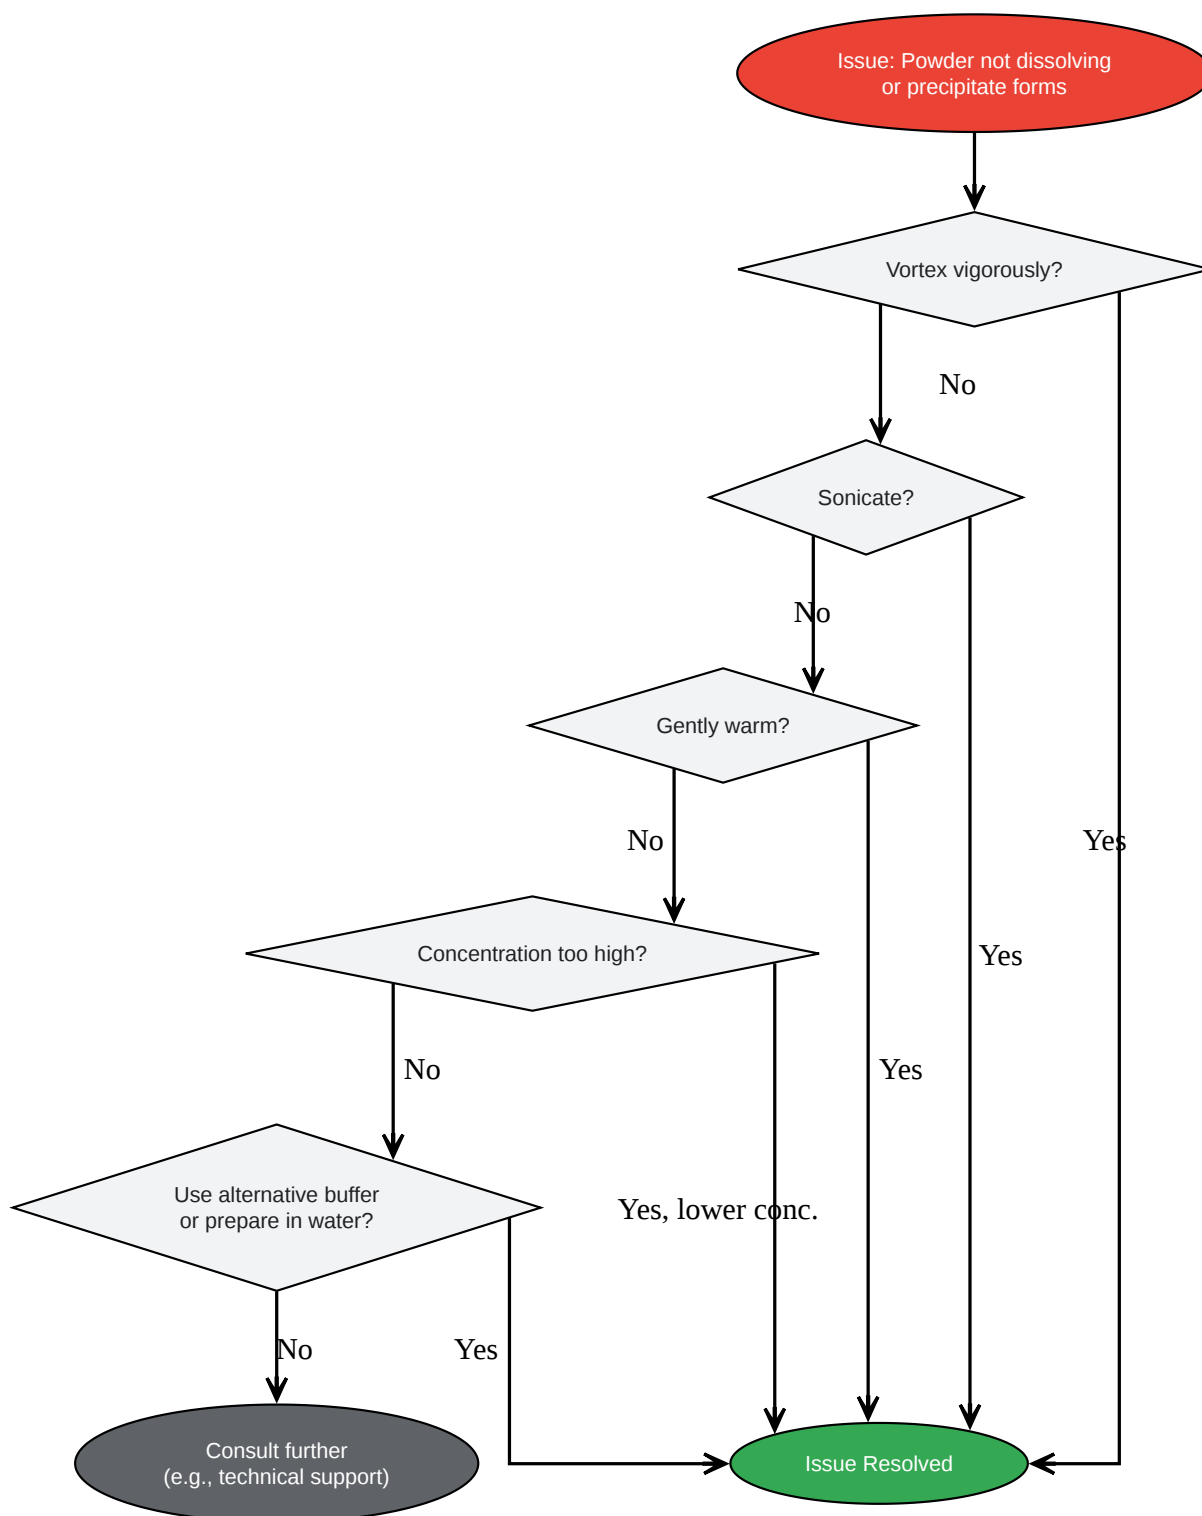 Issue: Powder not dissolving
or precipitate forms
Vortex vigorously?
No
Sonicate?
No
Gently warm?
No
Yes
Concentration too high?
Yes
No
Yes
Use alternative buffer
or prepare in water?
Yes, lower conc.
No
Yes
Consult further
(e.g., technical support)
Issue Resolved